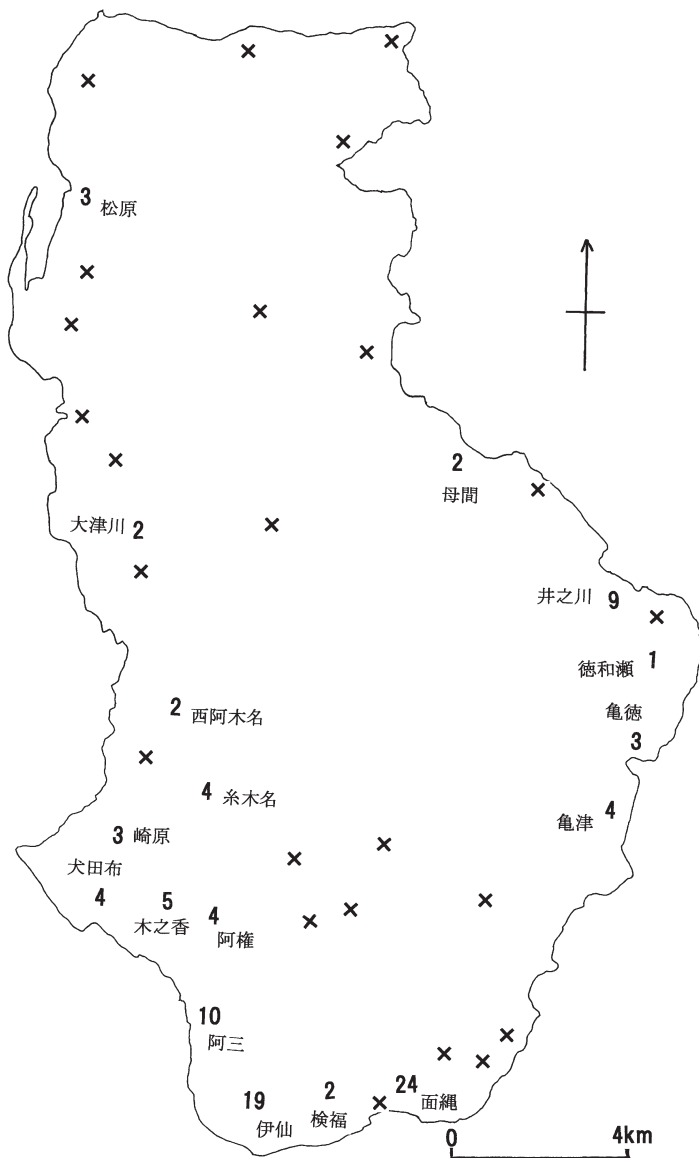 3 松原
2
母間
大津川 2
井之川 9
徳和瀬 1
亀徳
3
2 西阿木名
4 糸木名
亀津 4
3 崎原
犬田布
4
5
木之香
4
阿権
10
阿三
19
伊仙
2
検福
24
面縄
0 4km